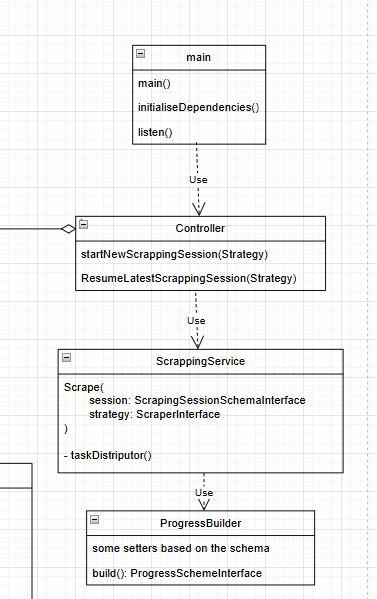 main
main()
initialiseDependencies()
listen()
Use
Controller
startNewScrappingSession(Strategy)
ResumeLatestScrappingSession(Strategy)
Use
ScrappingService
Scrape(
session: ScrapingSessionSchemaInterface
strategy: ScraperInterface
)
- taskDistriputor()
Use
ProgressBuilder
some setters based on the schema
build(): ProgressSchemeInterface